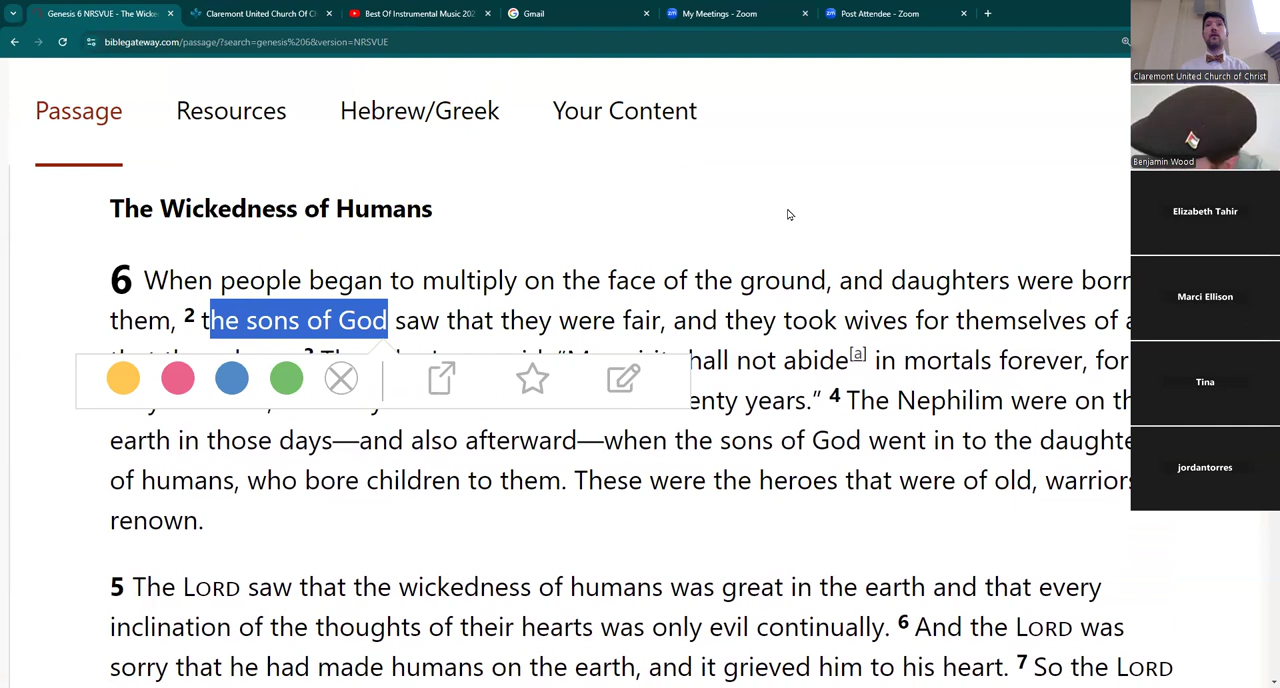 Genesis 6 NRSVUE - The Wicke
Claremont United Church Of C
Best Of Instrumental Music 202
Gmail
My Meetings - Zoom
Post Attendee - Zoom
biblegateway.com/passage/?search=genesis%206&version=NRSVUE
Passage Resources Hebrew/Greek Your Content
The Wickedness of Humans
6 When people began to multiply on the face of the ground, and daughters were born
them, 2 the sons of God saw that they were fair, and they took wives for themselves of a
hall not abide[a] in mortals forever, for
enty years.” 4 The Nephilim were on th
earth in those days—and also afterward—when the sons of God went in to the daughte
of humans, who bore children to them. These were the heroes that were of old, warriors
renown.
5 The LORD saw that the wickedness of humans was great in the earth and that every
inclination of the thoughts of their hearts was only evil continually. 6 And the LORD was
sorry that he had made humans on the earth, and it grieved him to his heart. 7 So the LORD
Claremont United Church of Christ
Benjamin Wood
Elizabeth Tahir
Marci Ellison
Tina
jordantorres